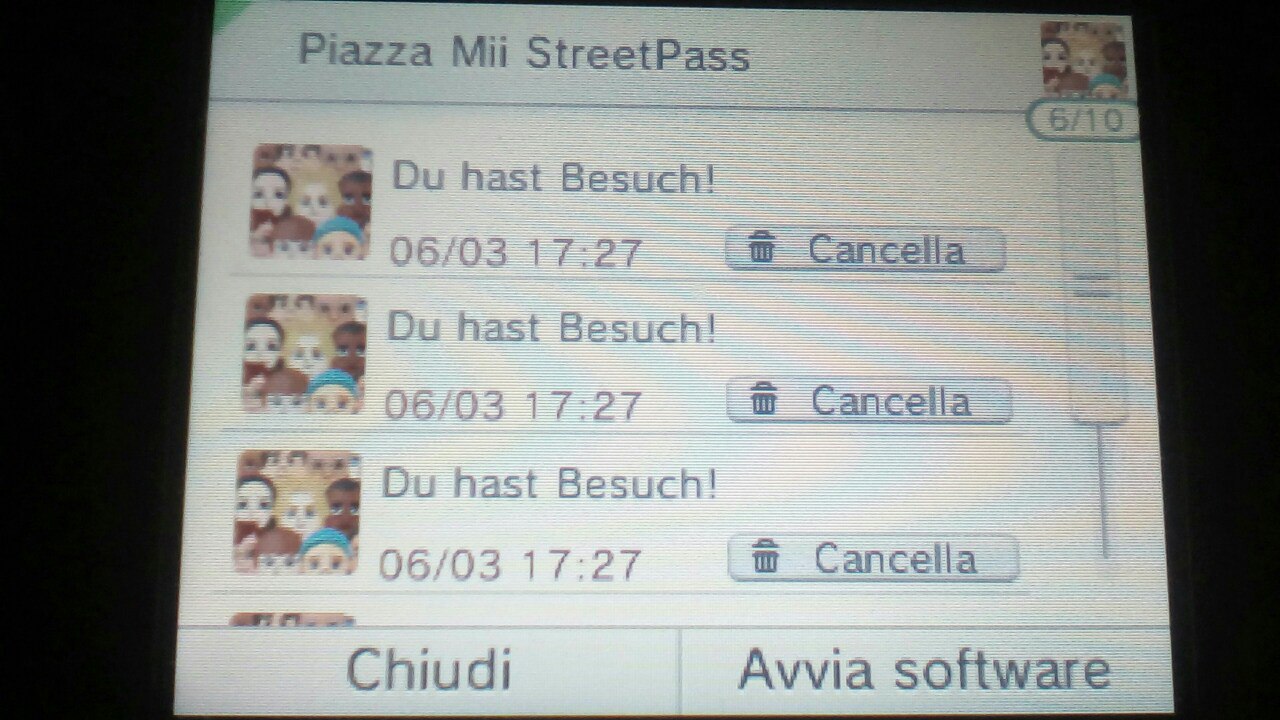 Piazza Mii StreetPass
6/10
Du hast Besuch!
06/03 17:27
Cancella
Du hast Besuch!
06/03 17:27
Cancella
Du hast Besuch!
06/03 17:27
Cancella
Chiudi
Avvia software